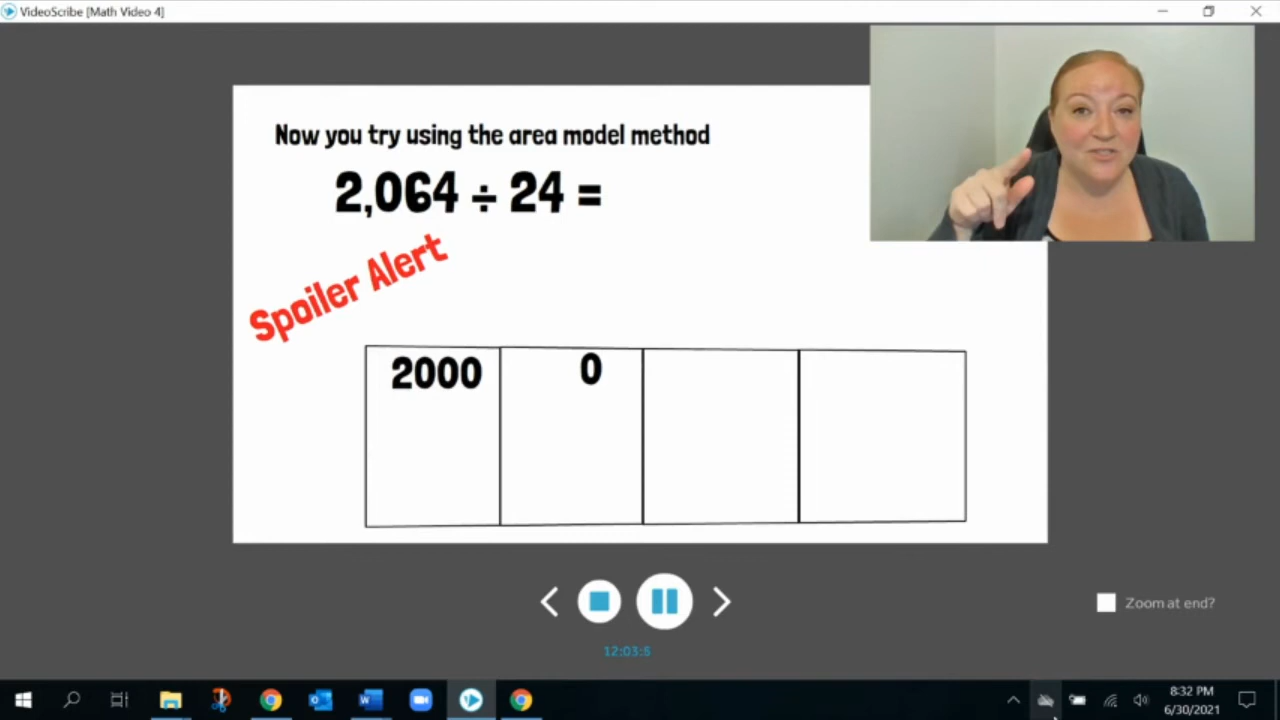 VideoScribe [Math Video 4]
Now you try using the area model method
2,064 ÷ 24 =
Spoiler Alert
2000 0
Zoom at end?
12:03:5
8:32 PM
6/30/2021